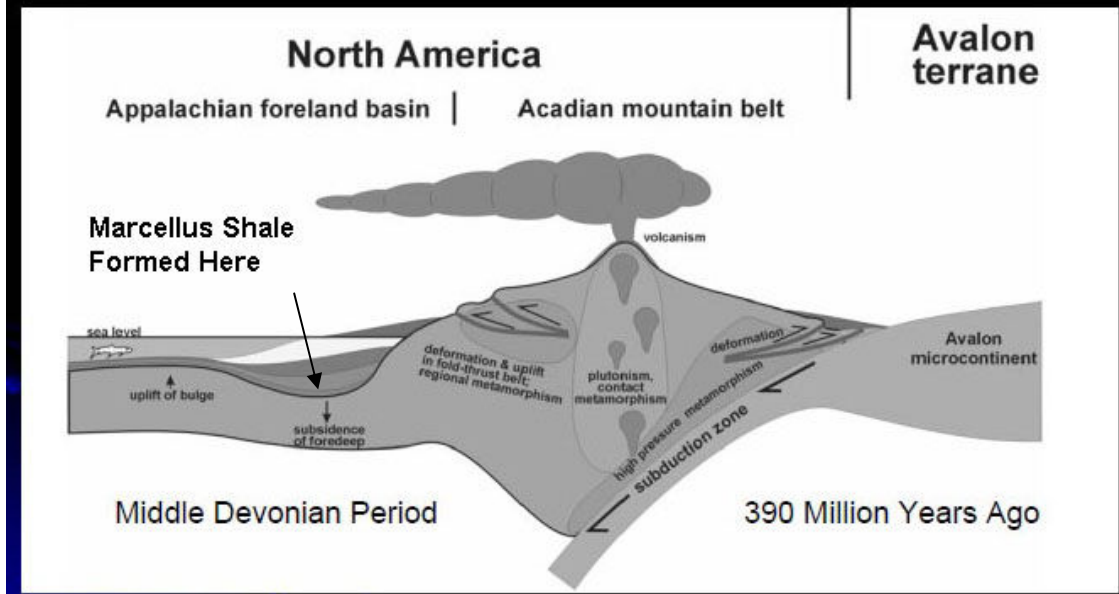 North America
Avalon
terrane
Appalachian foreland basin
Acadian mountain belt
Marcellus Shale
Formed Here
volcanism
sea level
uplift of bulge
subsidence
of foredeep
deformation & uplift
in fold-thrust belt;
regional metamorphism
plutonism,
contact
metamorphism
deformation
high pressure metamorphism
subduction zone
Avalon
microcontinent
Middle Devonian Period
390 Million Years Ago